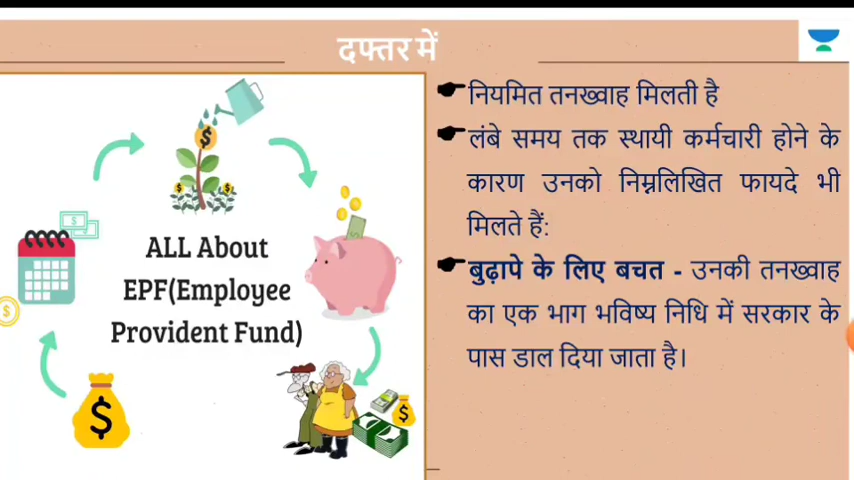 दफ्तर में
ALL About
EPF(Employee
Provident Fund)
नियमित तनख्वाह मिलती है
लंबे समय तक स्थायी कर्मचारी होने के
कारण उनको निम्नलिखित फायदे भी
मिलते हैं:
बुढ़ापे के लिए बचत - उनकी तनख्वाह
का एक भाग भविष्य निधि में सरकार के
पास डाल दिया जाता है।